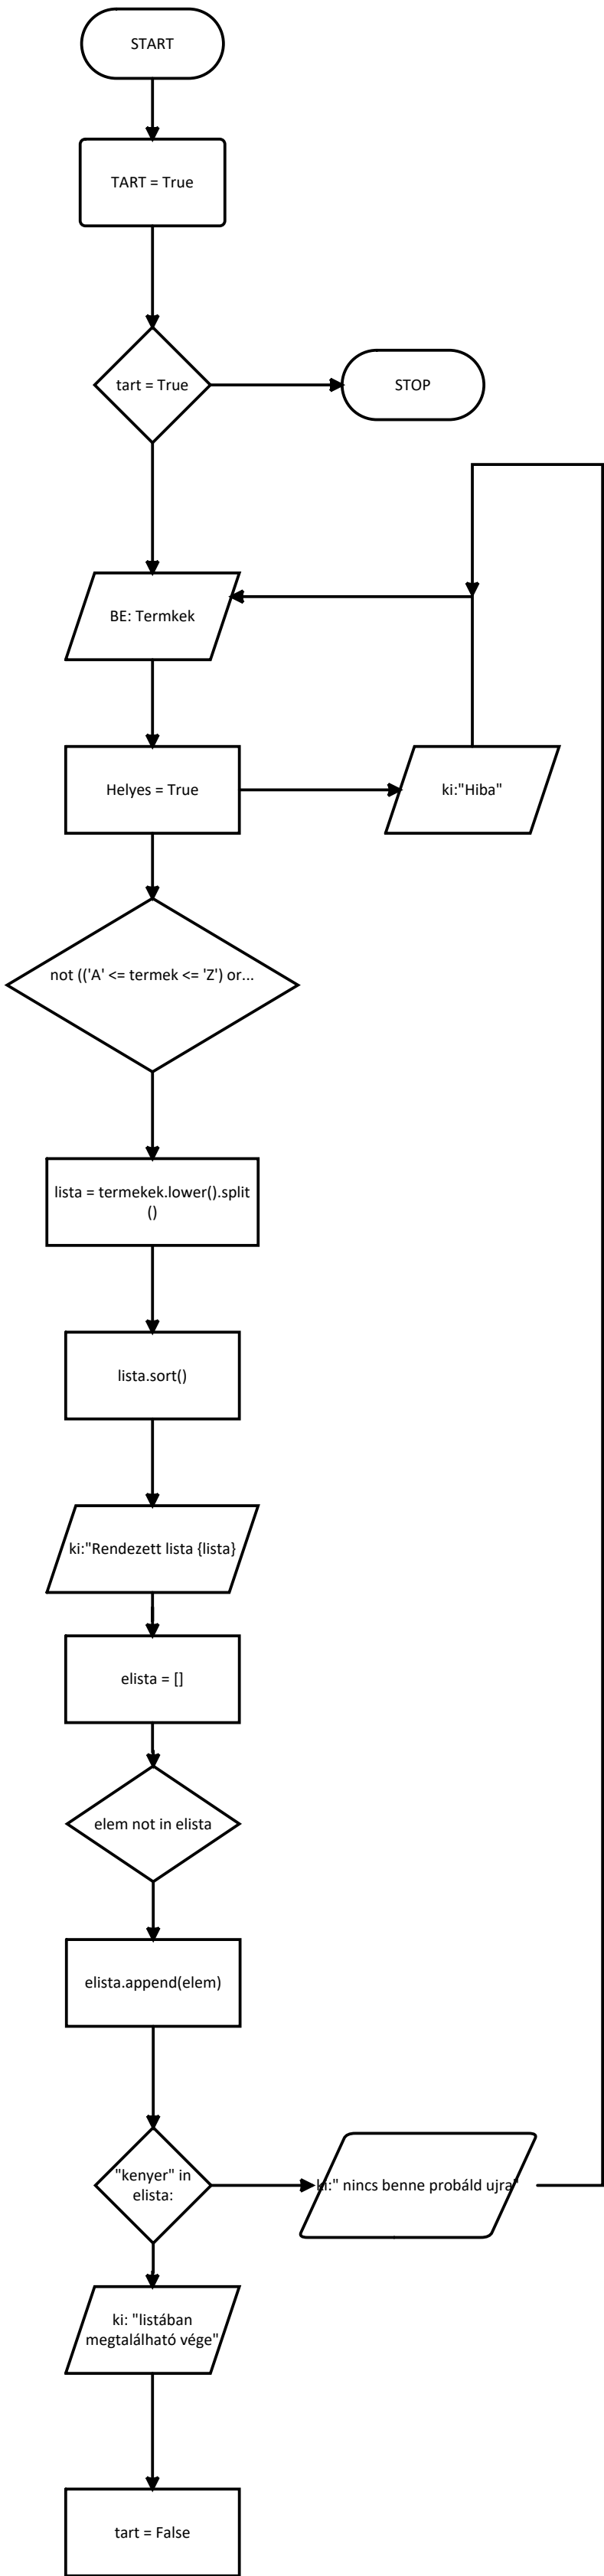 START
TART = True
tart = True
STOP
BE: Termkek
Helyes = True
ki:"Hiba"
not (('A' <= termek <= 'Z') or...
lista = termekek.lower().split
()
lista.sort()
ki:"Rendezett lista {lista}
elista = []
elem not in elista
elista.append(elem)
"kenyer" in
elista:
ki:" nincs benne probáld ujra"
ki: "listában
megtalálható vége"
tart = False